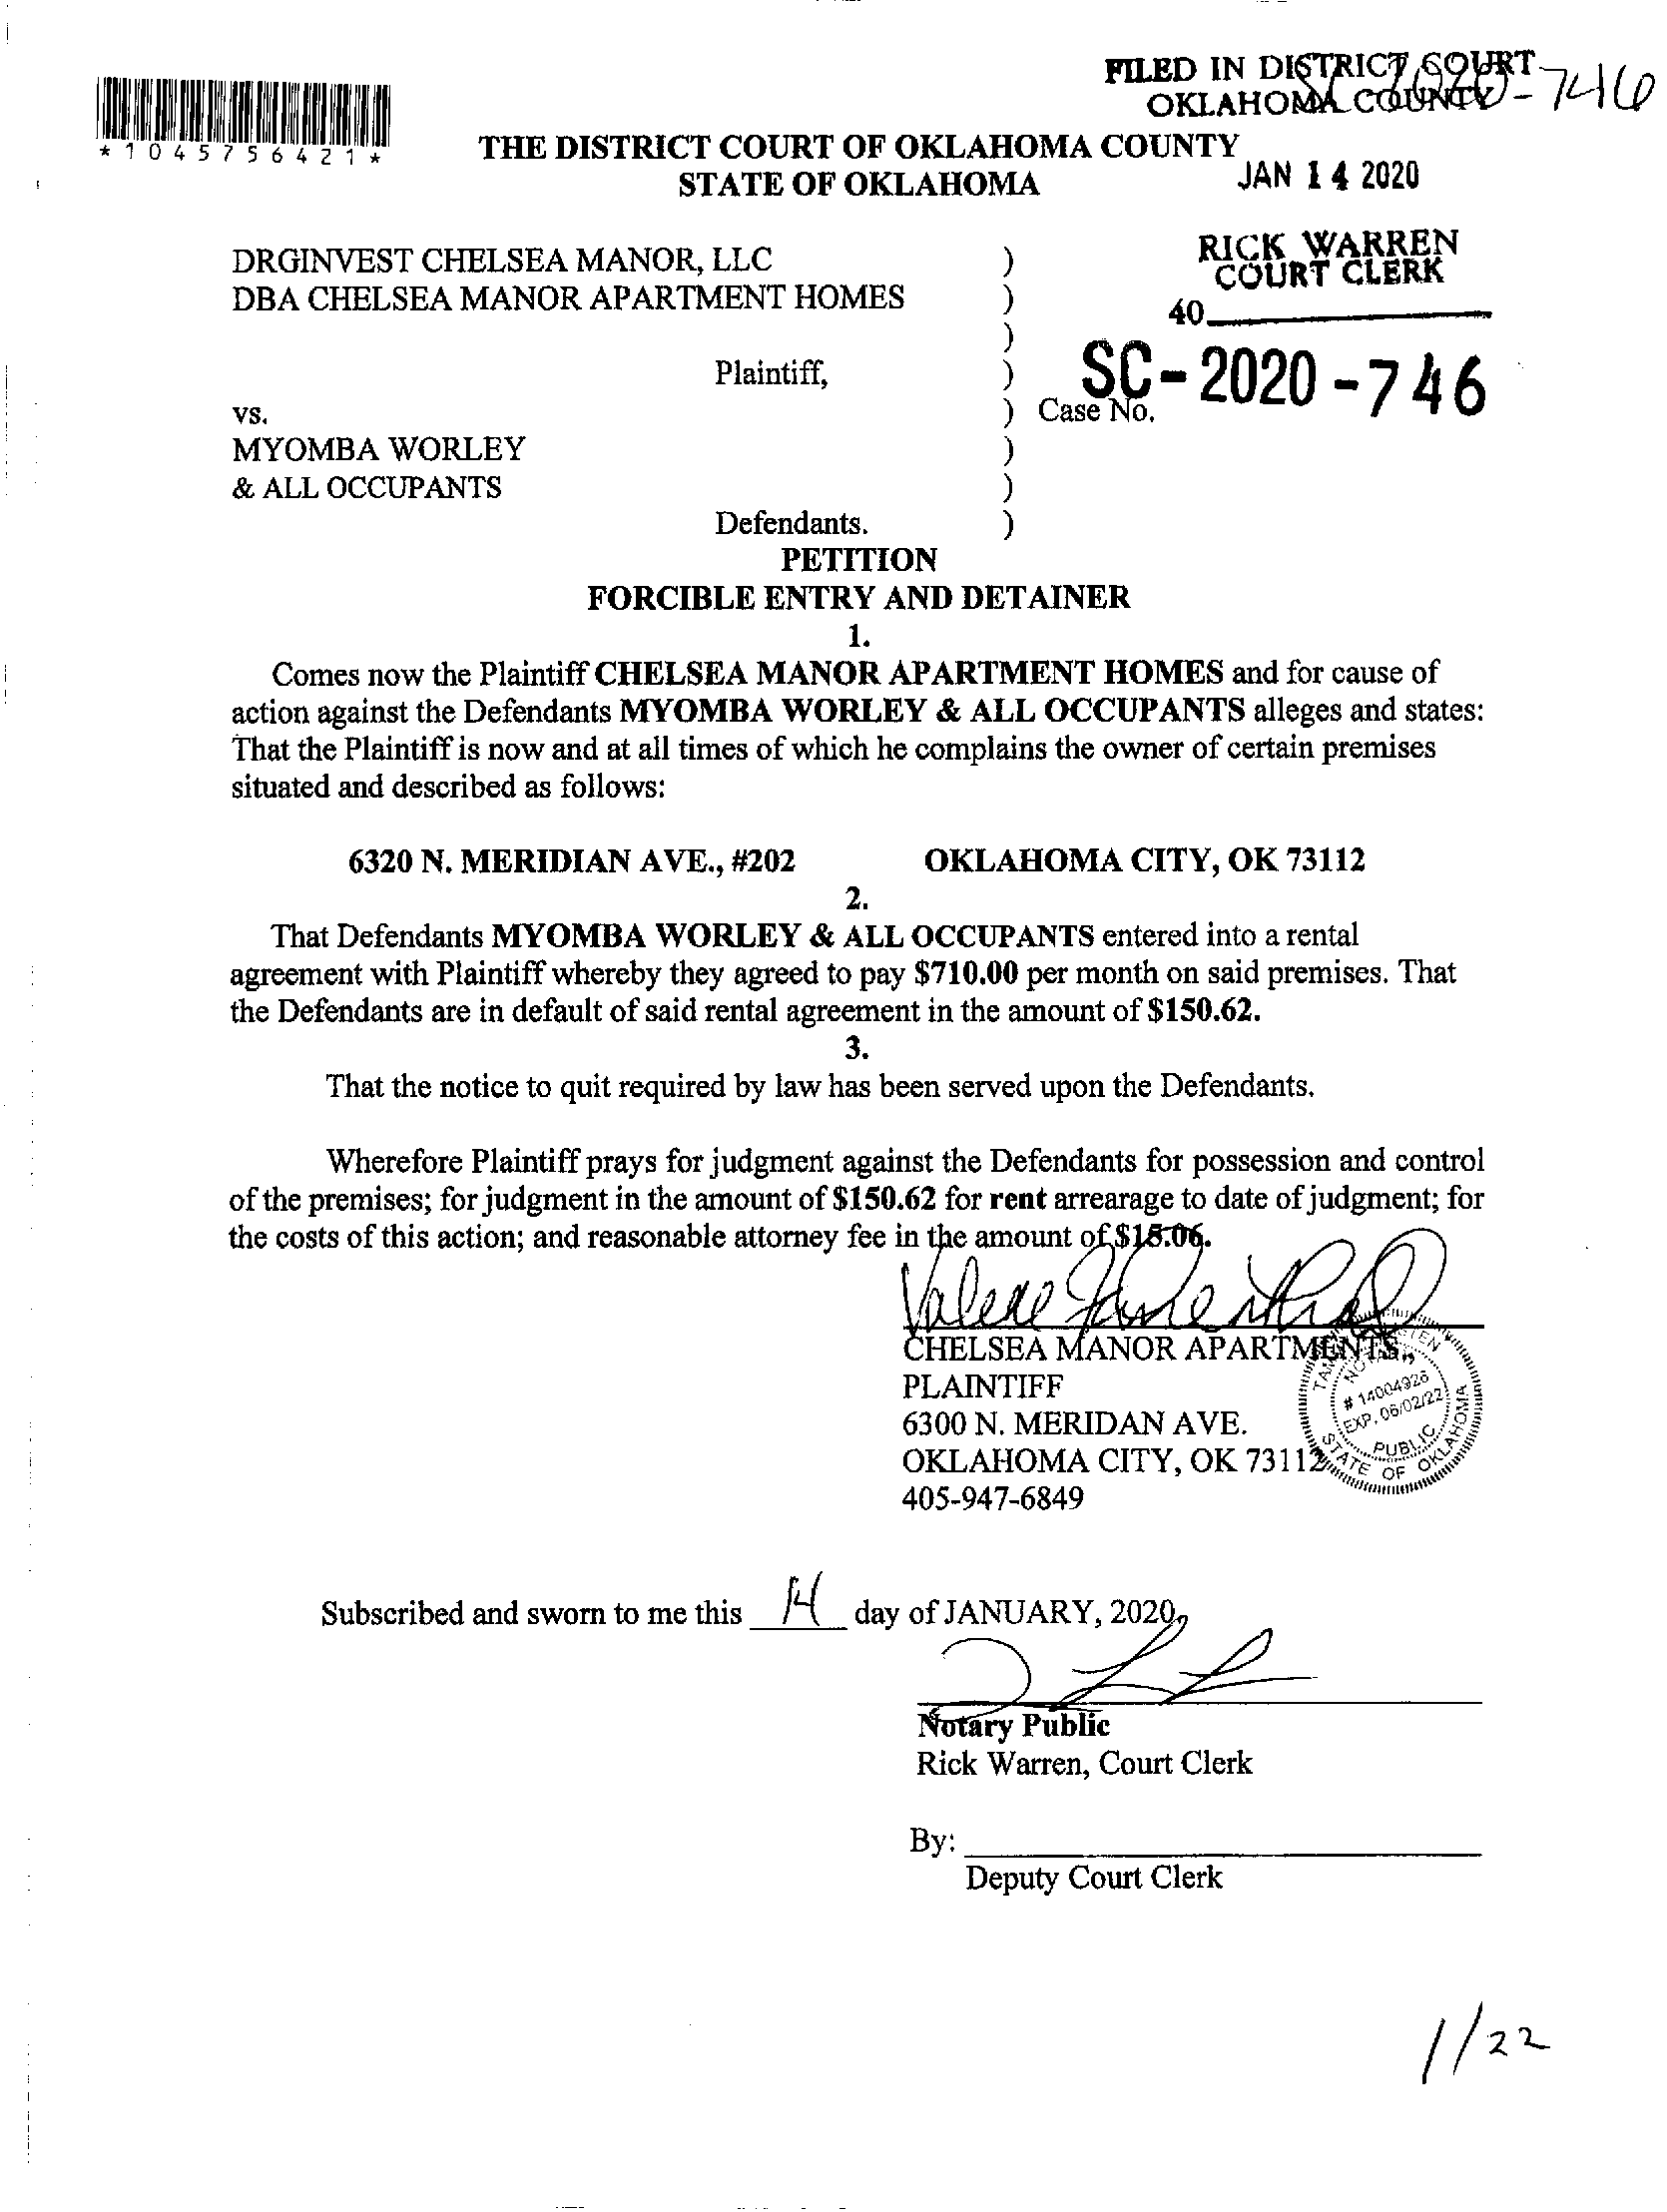 FILED IN DISTRICT COURT
OKLAHOMA COUNTY
SC 2020-746
*1045756421*
THE DISTRICT COURT OF OKLAHOMA COUNTY
STATE OF OKLAHOMA
JAN 14 2020
RICK WARREN
COURT CLERK
40
DRGINVEST CHELSEA MANOR, LLC )
DBA CHELSEA MANOR APARTMENT HOMES )
)
Plaintiff, )
SC-2020-746
vs. ) Case No.
MYOMBA WORLEY )
& ALL OCCUPANTS )
Defendants. )
PETITION
FORCIBLE ENTRY AND DETAINER
1.
Comes now the Plaintiff CHELSEA MANOR APARTMENT HOMES and for cause of
action against the Defendants MYOMBA WORLEY & ALL OCCUPANTS alleges and states:
That the Plaintiff is now and at all times of which he complains the owner of certain premises
situated and described as follows:
6320 N. MERIDIAN AVE., #202 OKLAHOMA CITY, OK 73112
2.
That Defendants MYOMBA WORLEY & ALL OCCUPANTS entered into a rental
agreement with Plaintiff whereby they agreed to pay $710.00 per month on said premises. That
the Defendants are in default of said rental agreement in the amount of $150.62.
3.
That the notice to quit required by law has been served upon the Defendants.
Wherefore Plaintiff prays for judgment against the Defendants for possession and control
of the premises; for judgment in the amount of $150.62 for rent arrearage to date of judgment; for
the costs of this action; and reasonable attorney fee in the amount of $15.06.
CHELSEA MANOR APARTMENTS,
PLAINTIFF
6300 N. MERIDAN AVE.
OKLAHOMA CITY, OK 73112
405-947-6849
# 14004926
EXP. 06/02/22
PUBLIC
STATE OF OKLAHOMA
Subscribed and sworn to me this 14 day of JANUARY, 2020,
Notary Public
Rick Warren, Court Clerk
By:
Deputy Court Clerk
1/22